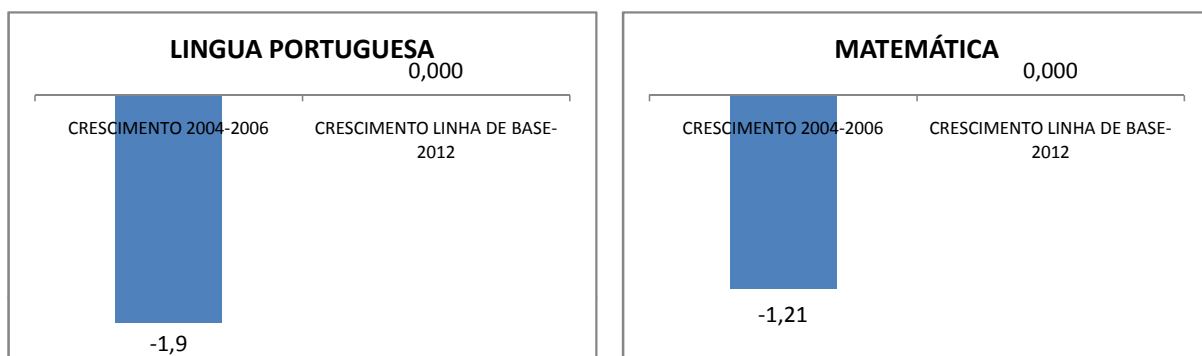 LINGUA PORTUGUESA
0,000
CRESCIMENTO 2004-2006
CRESCIMENTO LINHA DE BASE-
2012
-1,9
MATEMÁTICA
0,000
CRESCIMENTO 2004-2006
CRESCIMENTO LINHA DE BASE-
2012
-1,21